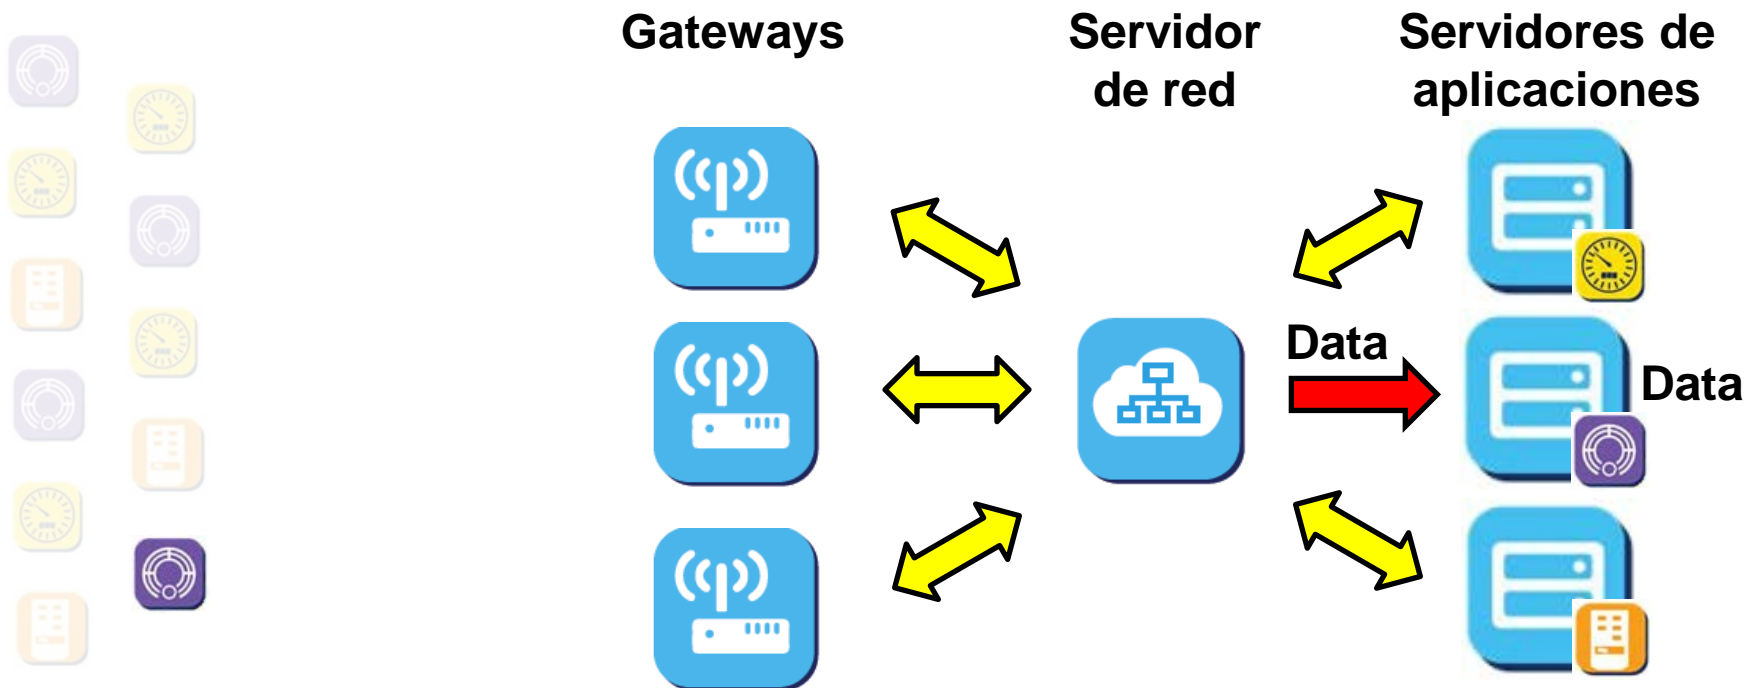 Gateways
Servidor
de red
Servidores de
aplicaciones
Data
Data